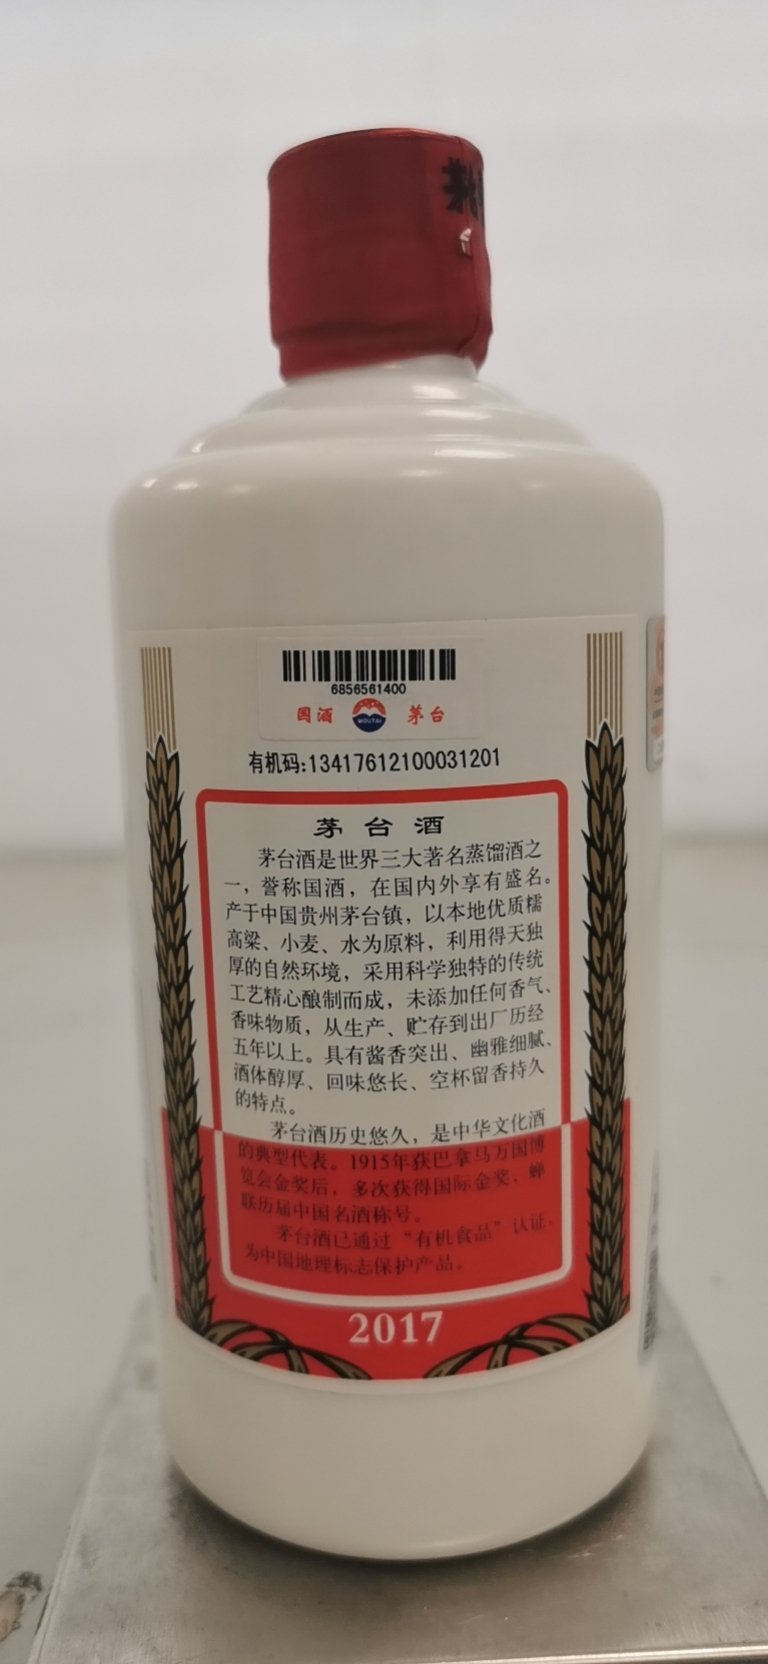 茅
6856561400
国酒 MOUTAI 茅台
有机码:13417612100031201
茅台酒
茅台酒是世界三大著名蒸馏酒之
一，誉称国酒，在国内外享有盛名。
产于中国贵州茅台镇，以本地优质糯
高粱、小麦、水为原料，利用得天独
厚的自然环境，采用科学独特的传统
工艺精心酿制而成，未添加任何香气、
香味物质，从生产、贮存到出厂历经
五年以上。具有酱香突出、幽雅细腻、
酒体醇厚、回味悠长、空杯留香持久
的特点。
茅台酒历史悠久，是中华文化酒
的典型代表。1915年获巴拿马万国博
览会金奖后，多次获得国际金奖，蝉
联历届中国名酒称号。
茅台酒已通过“有机食品”认证，
为中国地理标志保护产品。
2017